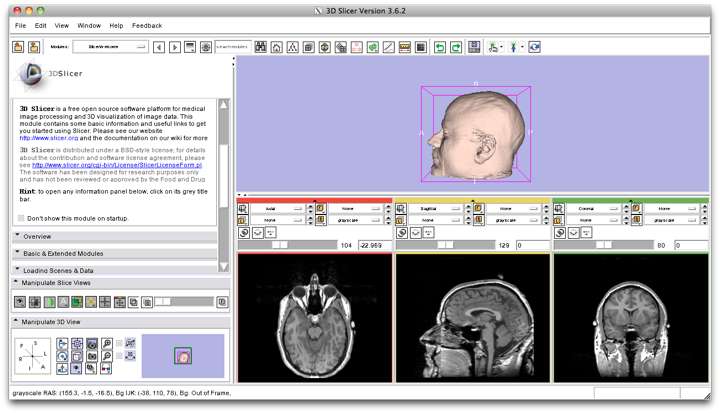 3D Slicer Version 3.6.2
File Edit View Window Help Feedback
Modules: SlicerWelcome
3DSlicer
3D Slicer is a free open source software platform for medical
image processing and 3D visualization of image data. This
module contains some basic information and useful links to get
you started using Slicer. Please see our website
http://www.slicer.org and the documentation on our wiki for more
3D Slicer is distributed under a BSD-style license; for details
about the contribution and software license agreement, please
see http://www.slicer.org/cgi-bin/License/SlicerLicenseForm.pl.
The software has been designed for research purposes only
and has not been reviewed or approved by the Food and Drug
Hint: to open any information panel below, click on its grey title
bar.
Don't show this module on startup.
Overview
Basic & Extended Modules
Loading Scenes & Data
Manipulate Slice Views
Manipulate 3D View
P S
R L
I A
A P
I
Axial None
None grayscale
104 -22.969
Sagittal None
None grayscale
129 0
Coronal None
None grayscale
80 0
grayscale RAS: (155.3, -1.5, -16.5), Bg IJK: (-38, 110, 78), Bg: Out of Frame,